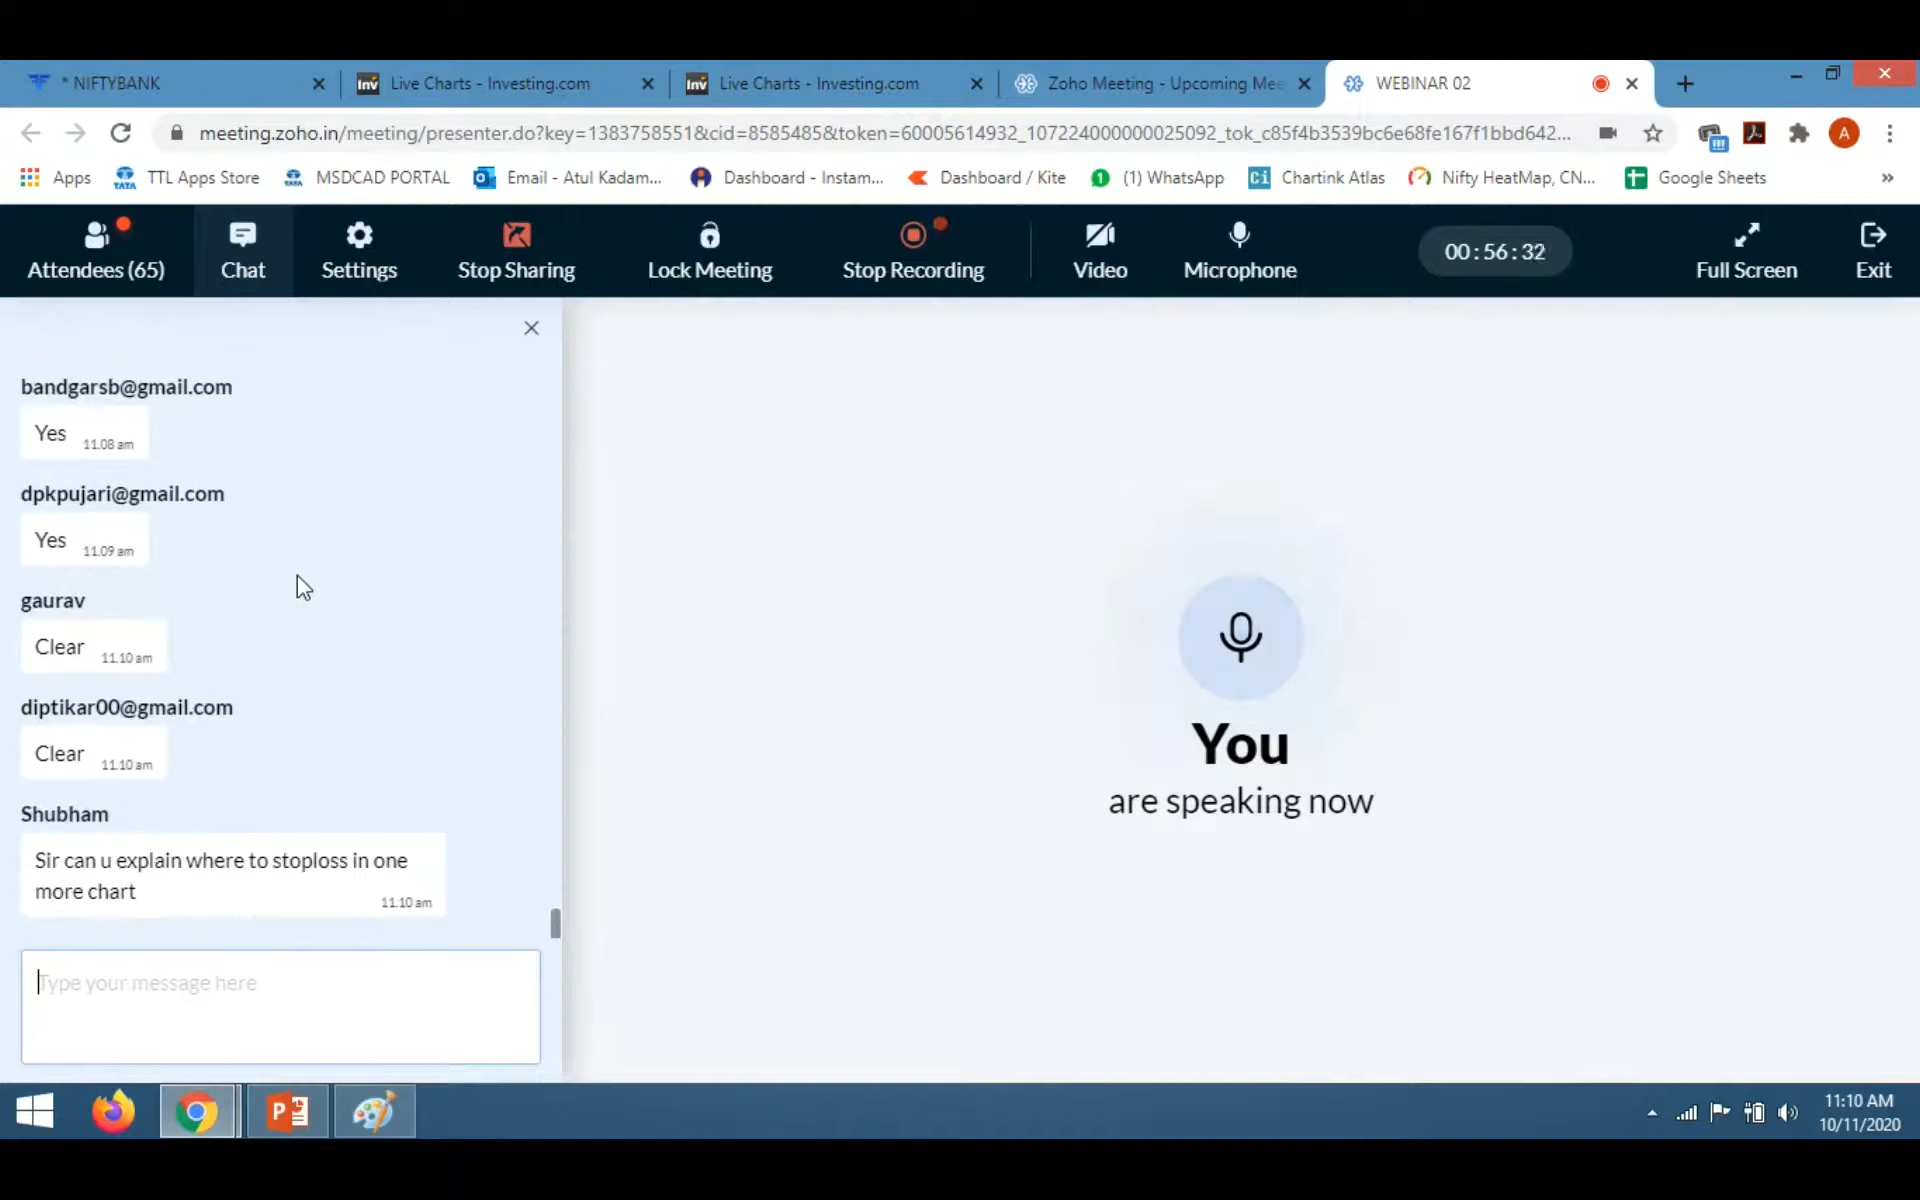 * NIFTYBANK
Live Charts - Investing.com
Live Charts - Investing.com
Zoho Meeting - Upcoming Mee
WEBINAR 02
meeting.zoho.in/meeting/presenter.do?key=1383758551&cid=8585485&token=60005614932_107224000000025092_tok_c85f4b3539bc6e68fe167f1bbd642...
A
Apps
TATA
TTL Apps Store
TATA
MSDCAD PORTAL
Email - Atul Kadam...
Dashboard - Instam...
Dashboard / Kite
(1) WhatsApp
Ci
Chartink Atlas
Nifty HeatMap, CN...
Google Sheets
»
Attendees (65)
Chat
Settings
Stop Sharing
Lock Meeting
Stop Recording
Video
Microphone
00:56:32
Full Screen
Exit
bandgarsb@gmail.com
Yes 11.08 am
dpkpujari@gmail.com
Yes 11.09 am
gaurav
Clear 11.10 am
diptikar00@gmail.com
Clear 11.10 am
Shubham
Sir can u explain where to stoploss in one
more chart
11.10 am
Type your message here
You
are speaking now
11:10 AM
10/11/2020